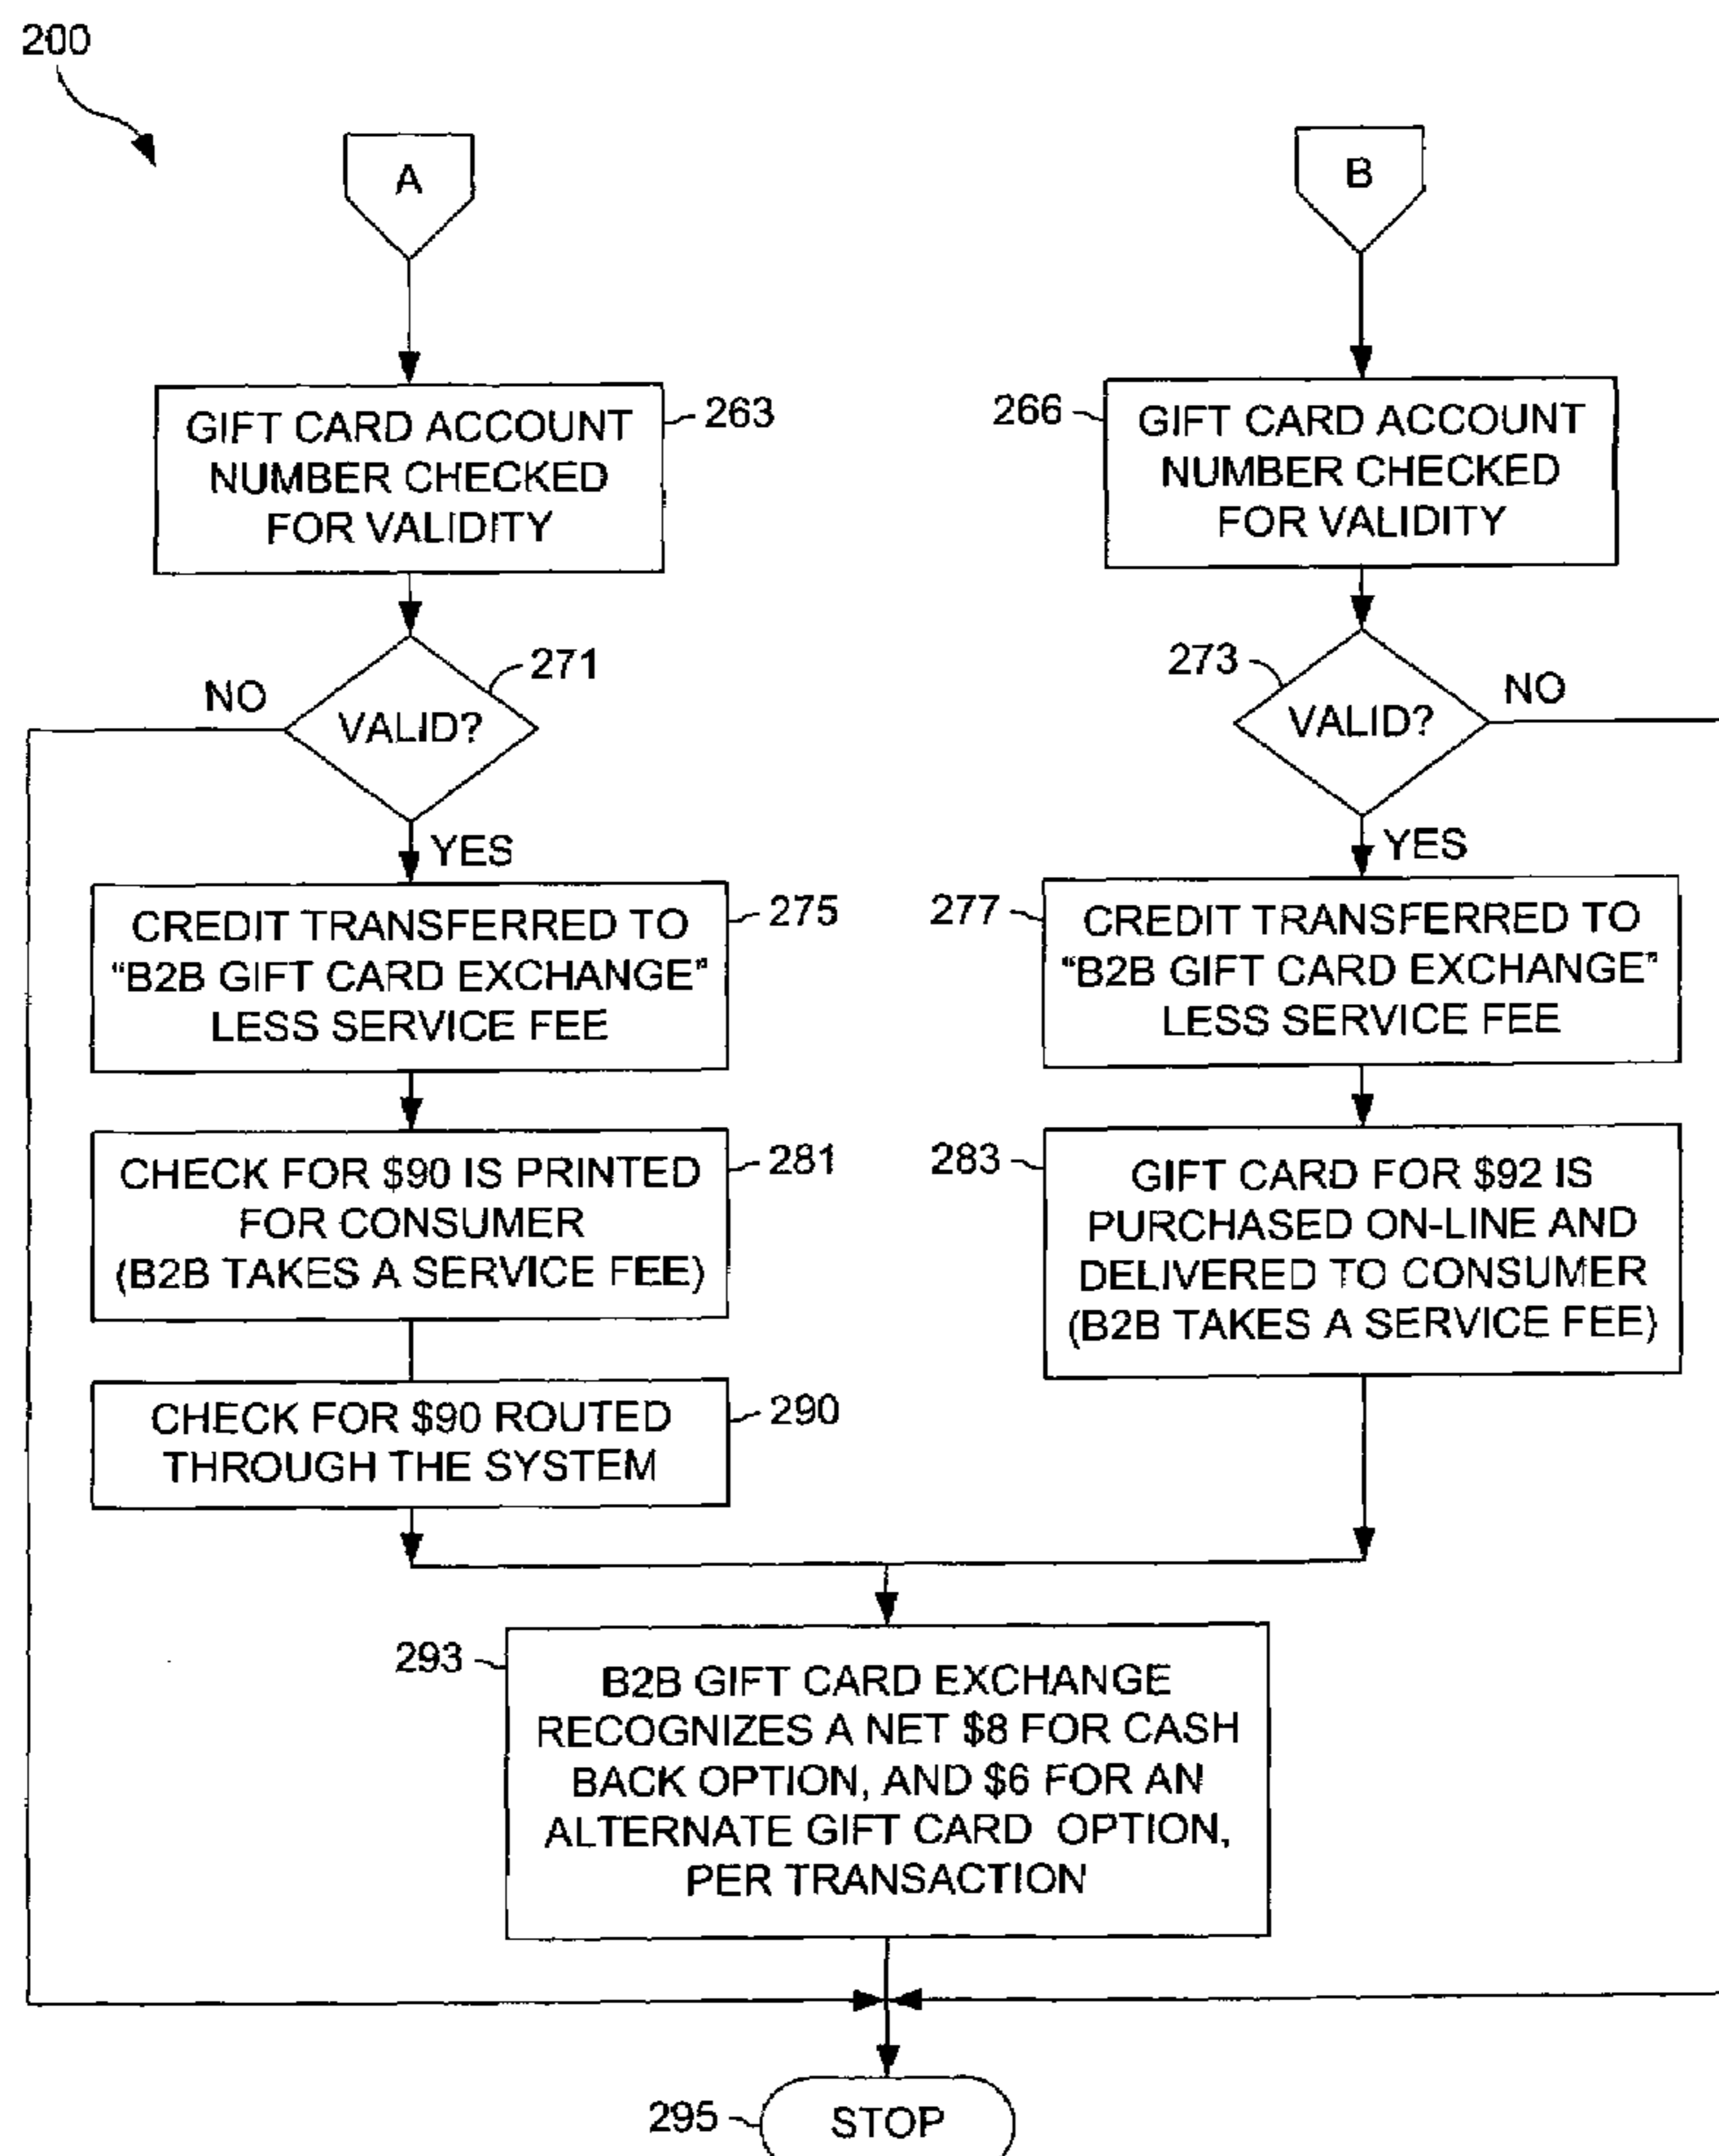 200
A
GIFT CARD ACCOUNT
NUMBER CHECKED
FOR VALIDITY
263
271
NO
VALID?
YES
CREDIT TRANSFERRED TO
"B2B GIFT CARD EXCHANGE"
LESS SERVICE FEE
275
CHECK FOR $90 IS PRINTED
FOR CONSUMER
(B2B TAKES A SERVICE FEE)
281
CHECK FOR $90 ROUTED
THROUGH THE SYSTEM
290
B
266
GIFT CARD ACCOUNT
NUMBER CHECKED
FOR VALIDITY
273
NO
VALID?
YES
277
CREDIT TRANSFERRED TO
"B2B GIFT CARD EXCHANGE"
LESS SERVICE FEE
283
GIFT CARD FOR $92 IS
PURCHASED ON-LINE AND
DELIVERED TO CONSUMER
(B2B TAKES A SERVICE FEE)
293
B2B GIFT CARD EXCHANGE
RECOGNIZES A NET $8 FOR CASH
BACK OPTION, AND $6 FOR AN
ALTERNATE GIFT CARD OPTION,
PER TRANSACTION
295
STOP